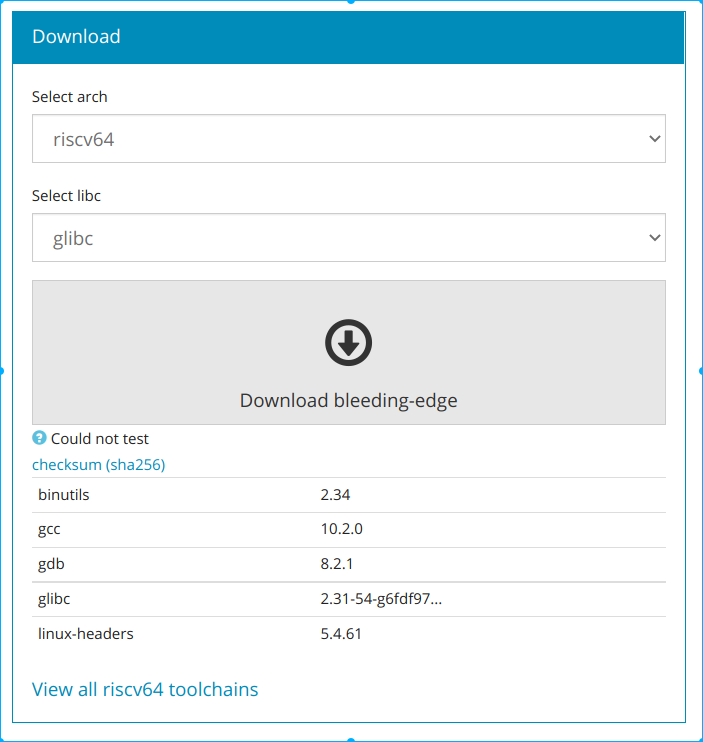 Download
Select arch
riscv64
Select libc
glibc
Download bleeding-edge
Could not test
checksum (sha256)
binutils 2.34
gcc 10.2.0
gdb 8.2.1
glibc 2.31-54-g6fdf97...
linux-headers 5.4.61
View all riscv64 toolchains